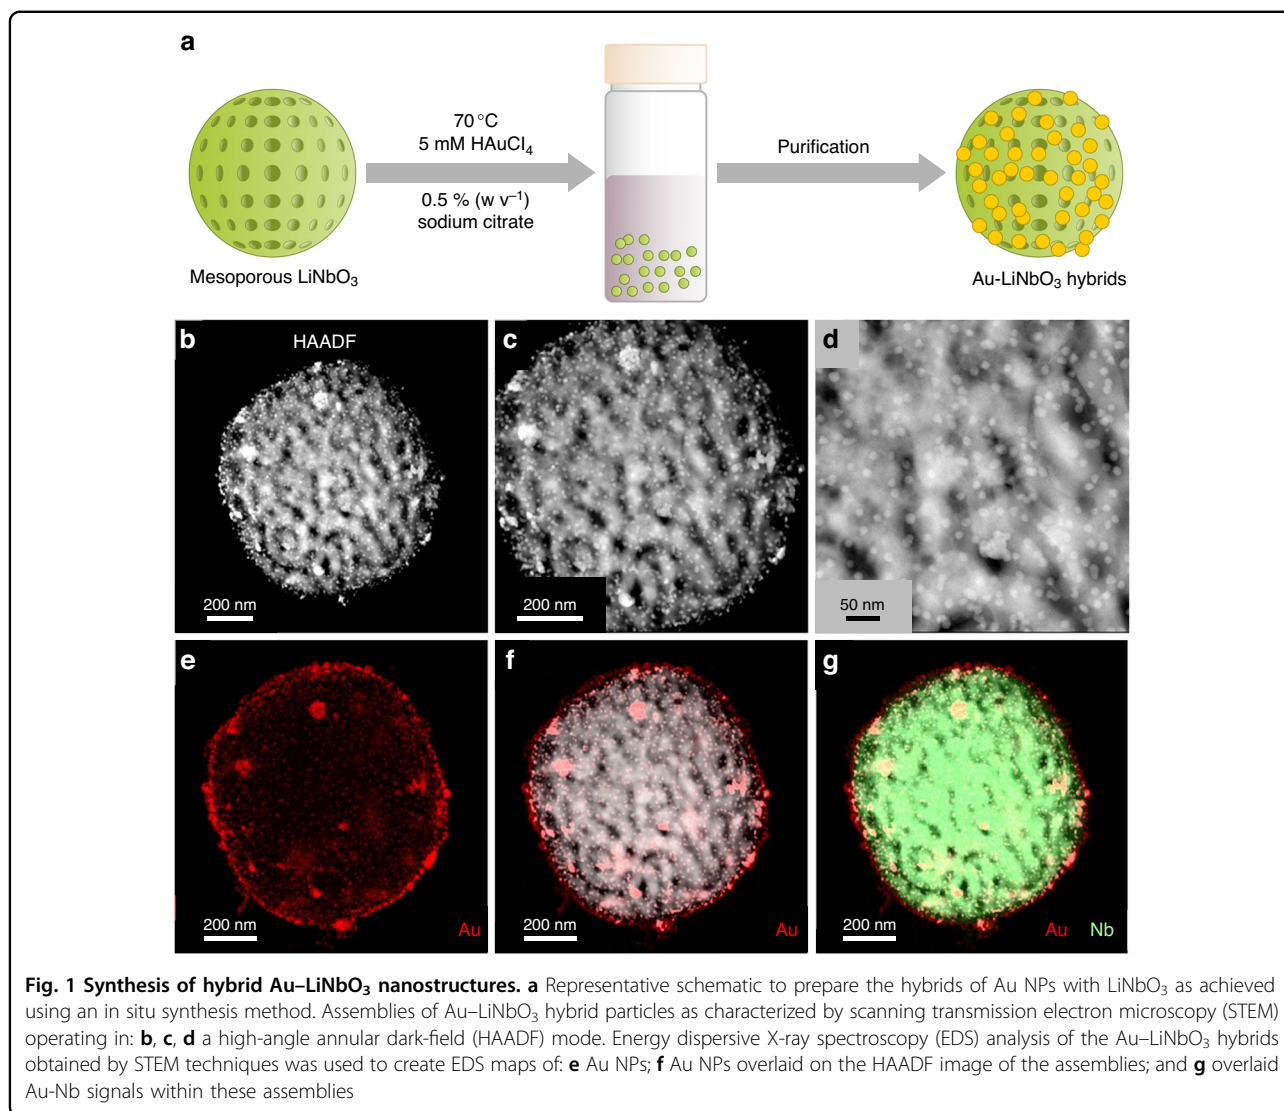 a
70 °C
5 mM HAuCl4
0.5 % (w v–1)
sodium citrate
Purification
Mesoporous LiNbO3
Au-LiNbO3 hybrids
b
HAADF
200 nm
c
200 nm
d
50 nm
e
200 nm
Au
f
200 nm
Au
g
200 nm
Au Nb
Fig. 1 Synthesis of hybrid Au–LiNbO3 nanostructures. a Representative schematic to prepare the hybrids of Au NPs with LiNbO3 as achieved
using an in situ synthesis method. Assemblies of Au–LiNbO3 hybrid particles as characterized by scanning transmission electron microscopy (STEM)
operating in: b, c, d a high-angle annular dark-field (HAADF) mode. Energy dispersive X-ray spectroscopy (EDS) analysis of the Au–LiNbO3 hybrids
obtained by STEM techniques was used to create EDS maps of: e Au NPs; f Au NPs overlaid on the HAADF image of the assemblies; and g overlaid
Au-Nb signals within these assemblies